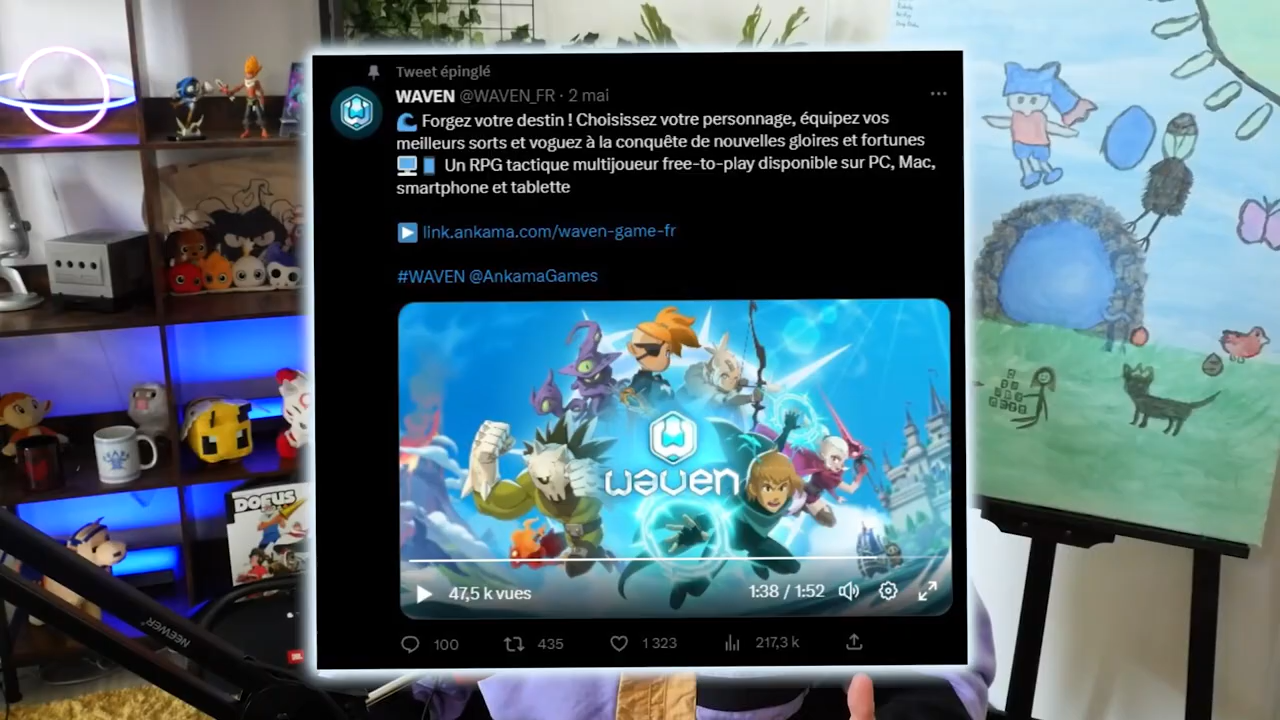 Tweet épinglé
WAVEN @WAVEN_FR · 2 mai
Forgez votre destin ! Choisissez votre personnage, équipez vos
meilleurs sorts et voguez à la conquête de nouvelles gloires et fortunes
Un RPG tactique multijoueur free-to-play disponible sur PC, Mac,
smartphone et tablette
link.ankama.com/waven-game-fr
#WAVEN @AnkamaGames
waven
47,5 k vues
1:38 / 1:52
100
435
1 323
217,3 k
DOFUS
NEEWER
JBL